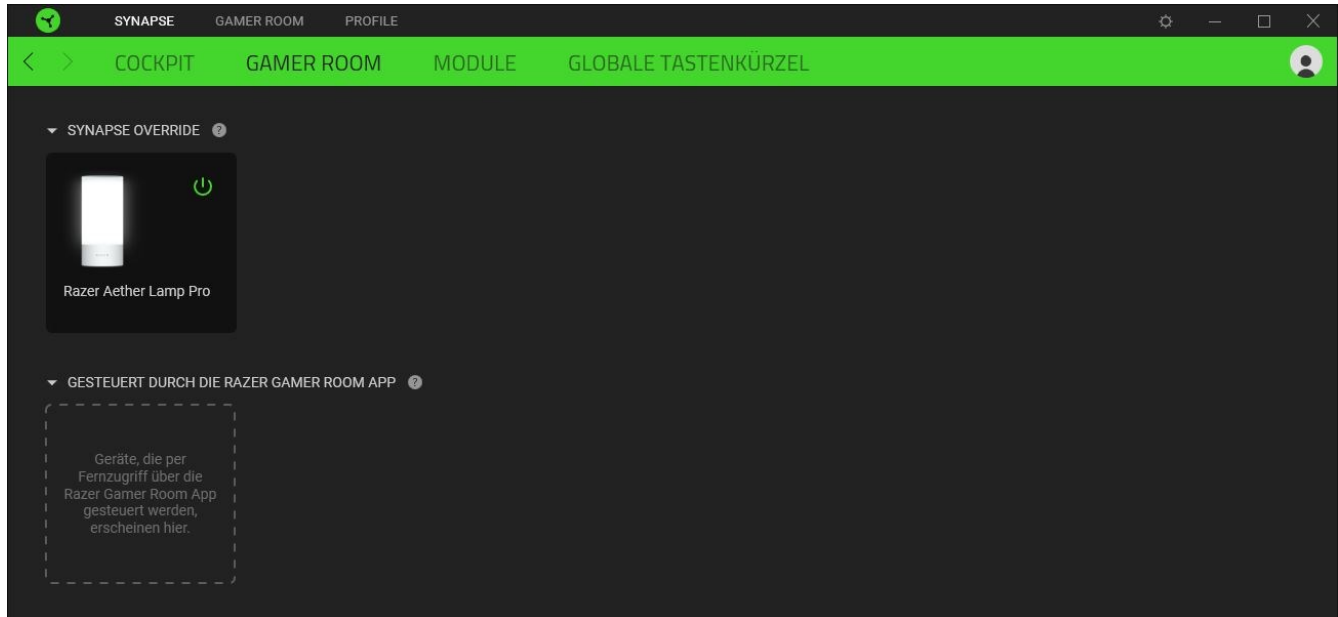 SYNAPSE GAMER ROOM PROFILE
COCKPIT GAMER ROOM MODULE GLOBALE TASTENKÜRZEL
SYNAPSE OVERRIDE ?
Razer Aether Lamp Pro
GESTEUERT DURCH DIE RAZER GAMER ROOM APP ?
Geräte, die per
Fernzugriff über die
Razer Gamer Room App
gesteuert werden,
erscheinen hier.